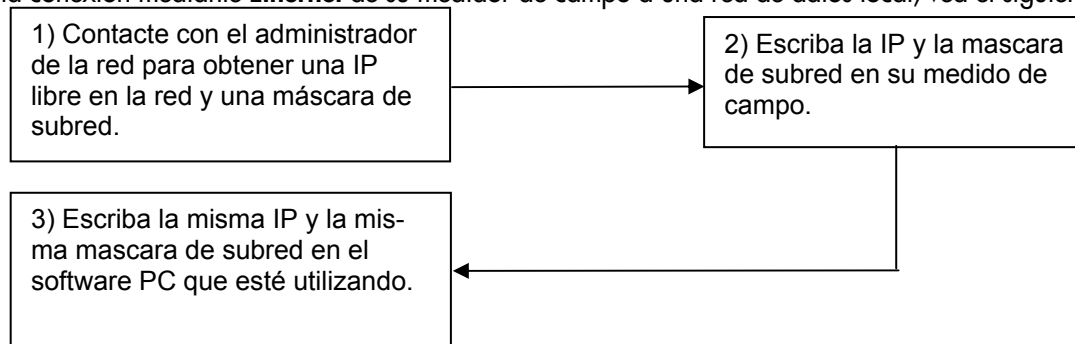 1) Contacte con el administrador
de la red para obtener una IP
libre en la red y una máscara de
subred.
2) Escriba la IP y la mascara
de subred en su medido de
campo.
3) Escriba la misma IP y la mis-
ma mascara de subred en el
software PC que esté utilizando.